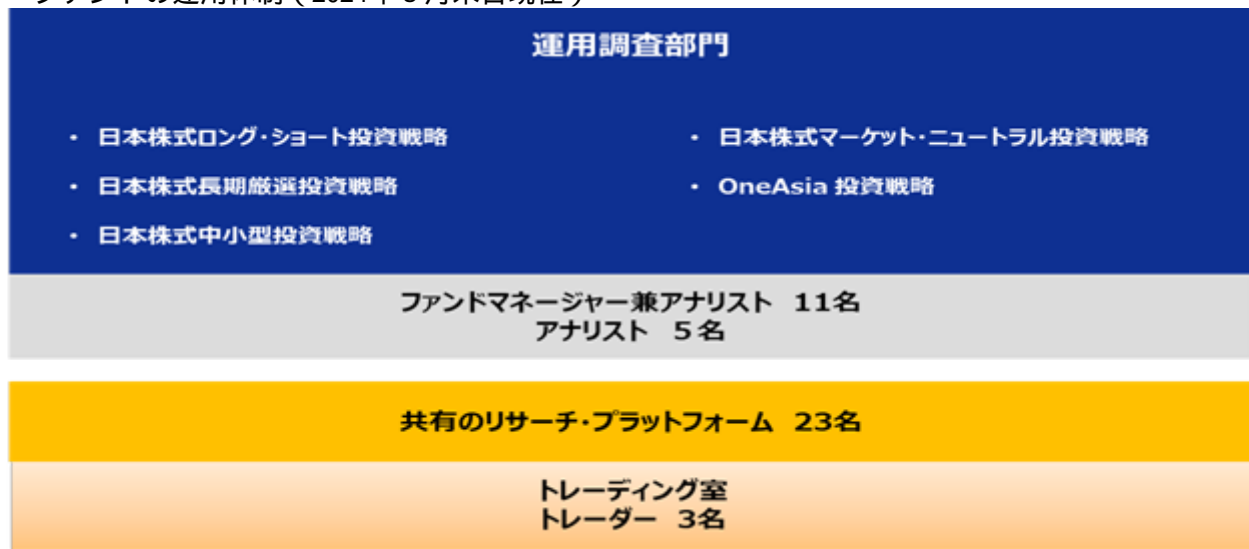 運用調査部門
・ 日本株式ロング・ショート投資戦略
・ 日本株式マーケット・ニュートラル投資戦略
・ 日本株式長期厳選投資戦略
・ OneAsia 投資戦略
・ 日本株式中小型投資戦略
ファンドマネージャー兼アナリスト 11名
アナリスト 5名
共有のリサーチ・プラットフォーム 23名
トレーディング室
トレーダー 3名